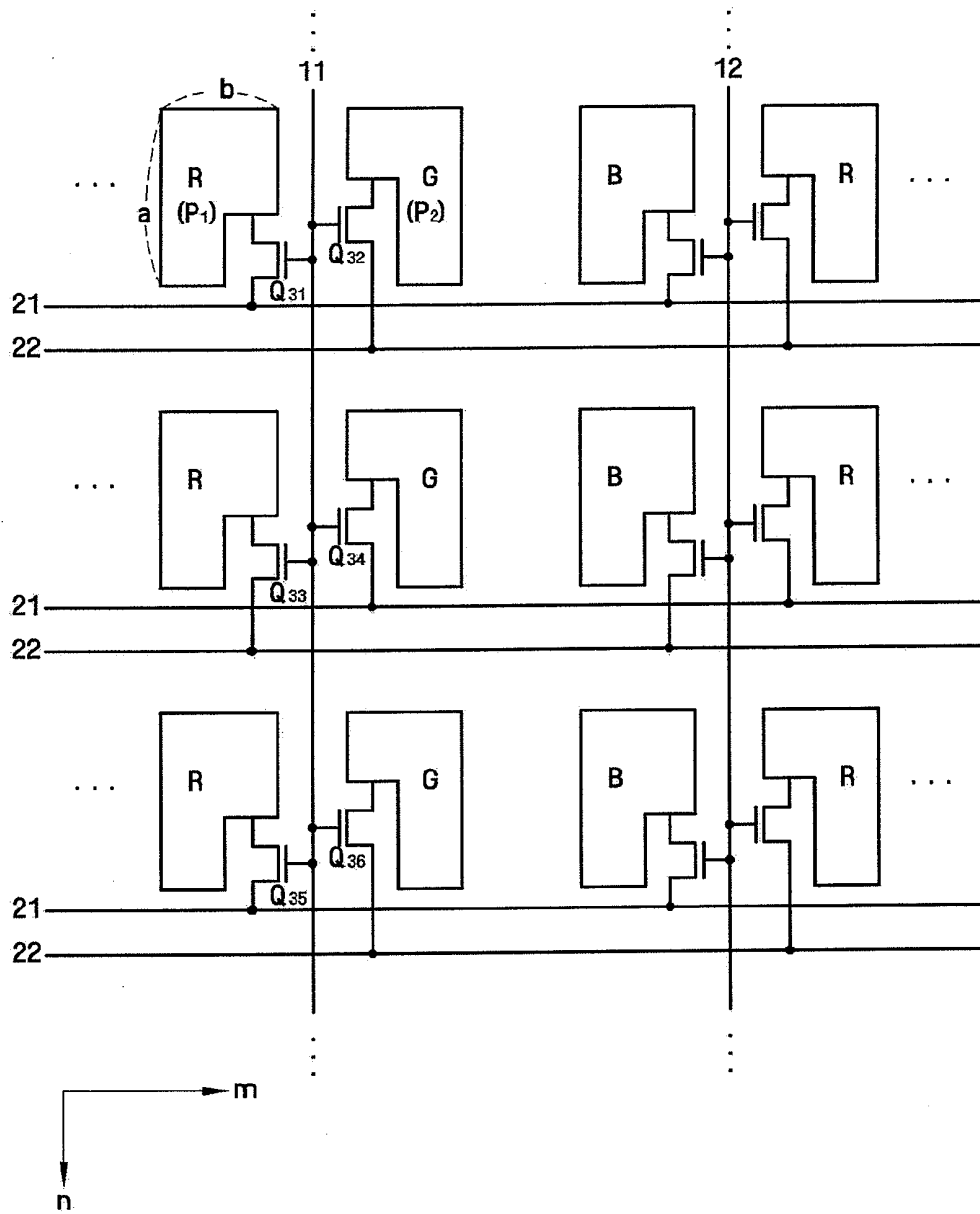 11 12
b
R G B R
a (P₁) (P₂)
Q₃₂
Q₃₁
21
22
R G B R
Q₃₄
Q₃₃
21
22
R G B R
Q₃₆
Q₃₅
21
22
m
n